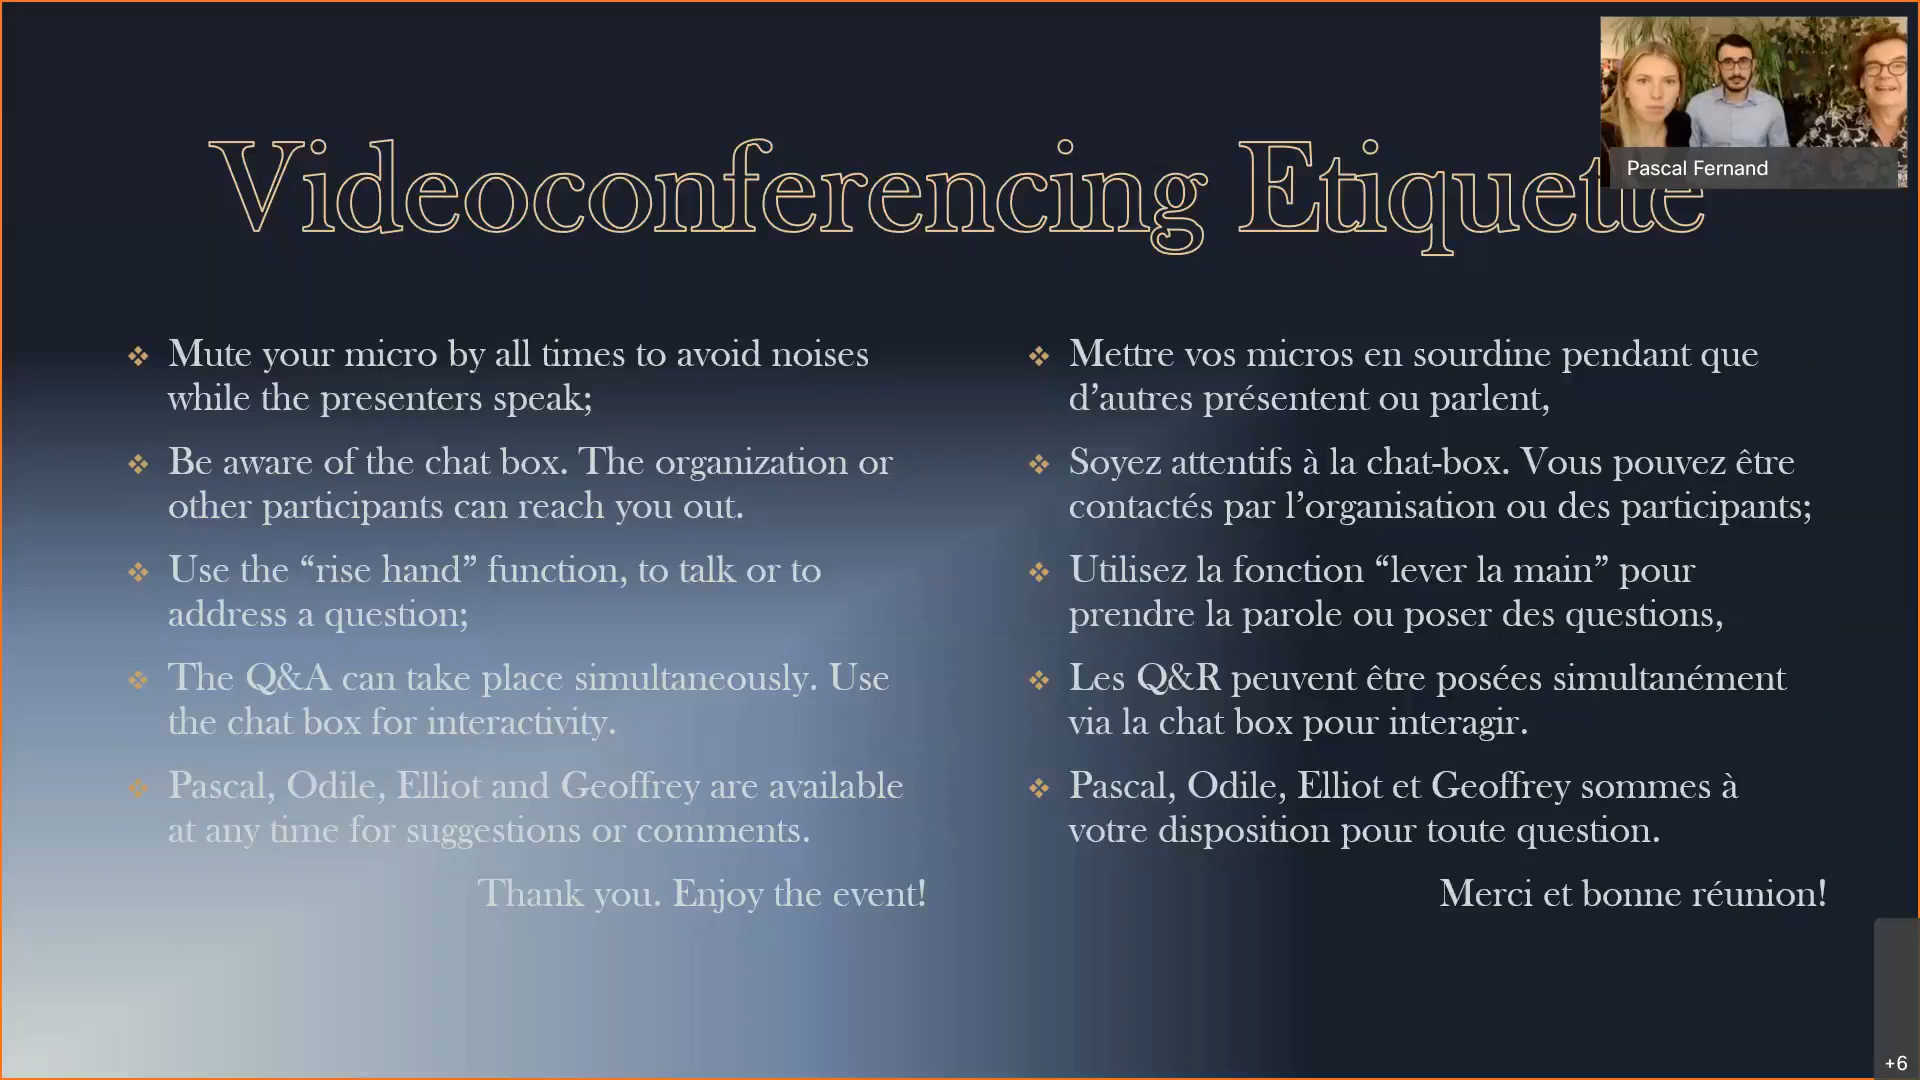 Videoconferencing Etiquette
Pascal Fernand
Mute your micro by all times to avoid noises
while the presenters speak;
Be aware of the chat box. The organization or
other participants can reach you out.
Use the “rise hand” function, to talk or to
address a question;
The Q&A can take place simultaneously. Use
the chat box for interactivity.
Pascal, Odile, Elliot and Geoffrey are available
at any time for suggestions or comments.
Thank you. Enjoy the event!
Mettre vos micros en sourdine pendant que
d’autres présentent ou parlent,
Soyez attentifs à la chat-box. Vous pouvez être
contactés par l’organisation ou des participants;
Utilisez la fonction “lever la main” pour
prendre la parole ou poser des questions,
Les Q&R peuvent être posées simultanément
via la chat box pour interagir.
Pascal, Odile, Elliot et Geoffrey sommes à
votre disposition pour toute question.
Merci et bonne réunion!
+6